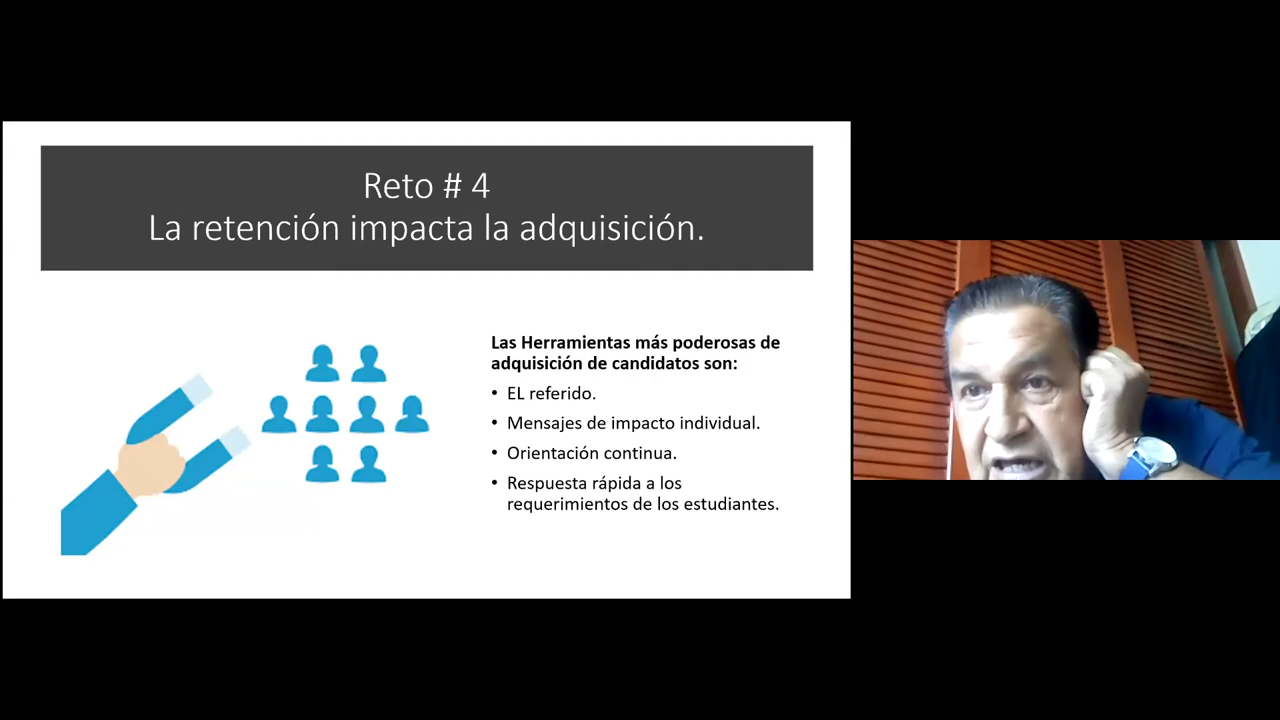 Reto # 4
La retención impacta la adquisición.
Las Herramientas más poderosas de
adquisición de candidatos son:
• EL referido.
• Mensajes de impacto individual.
• Orientación continua.
• Respuesta rápida a los
requerimientos de los estudiantes.